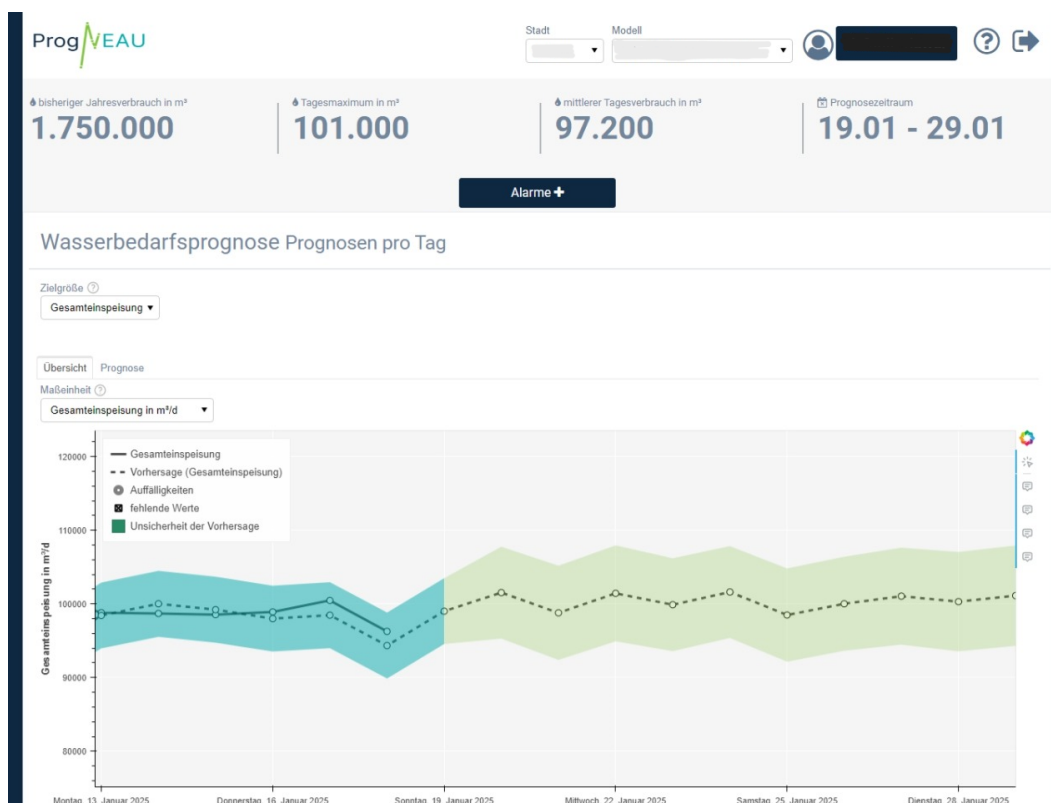 ProgNEAU
Stadt
Modell
bisheriger Jahresverbrauch in m³
1.750.000
Tagesmaximum in m³
101.000
mittlerer Tagesverbrauch in m³
97.200
Prognosezeitraum
19.01 - 29.01
Alarme +
Wasserbedarfsprognose Prognosen pro Tag
Zielgröße ?
Gesamteinspeisung
Übersicht Prognose
Maßeinheit ?
Gesamteinspeisung in m³/d
Gesamteinspeisung in m³/d
120000
110000
100000
90000
80000
Gesamteinspeisung
Vorhersage (Gesamteinspeisung)
Auffälligkeiten
fehlende Werte
Unsicherheit der Vorhersage
Montag, 13. Januar 2025
Donnerstag, 16. Januar 2025
Sonntag, 19. Januar 2025
Mittwoch, 22. Januar 2025
Samstag, 25. Januar 2025
Dienstag, 28. Januar 2025